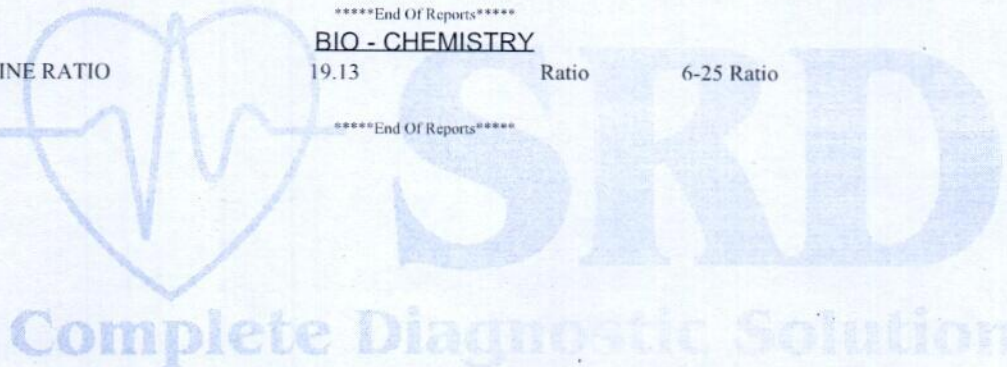 *****End Of Reports*****
BIO - CHEMISTRY
INE RATIO 19.13 Ratio 6-25 Ratio
*****End Of Reports*****
SRD
Complete Diagnostic Solution